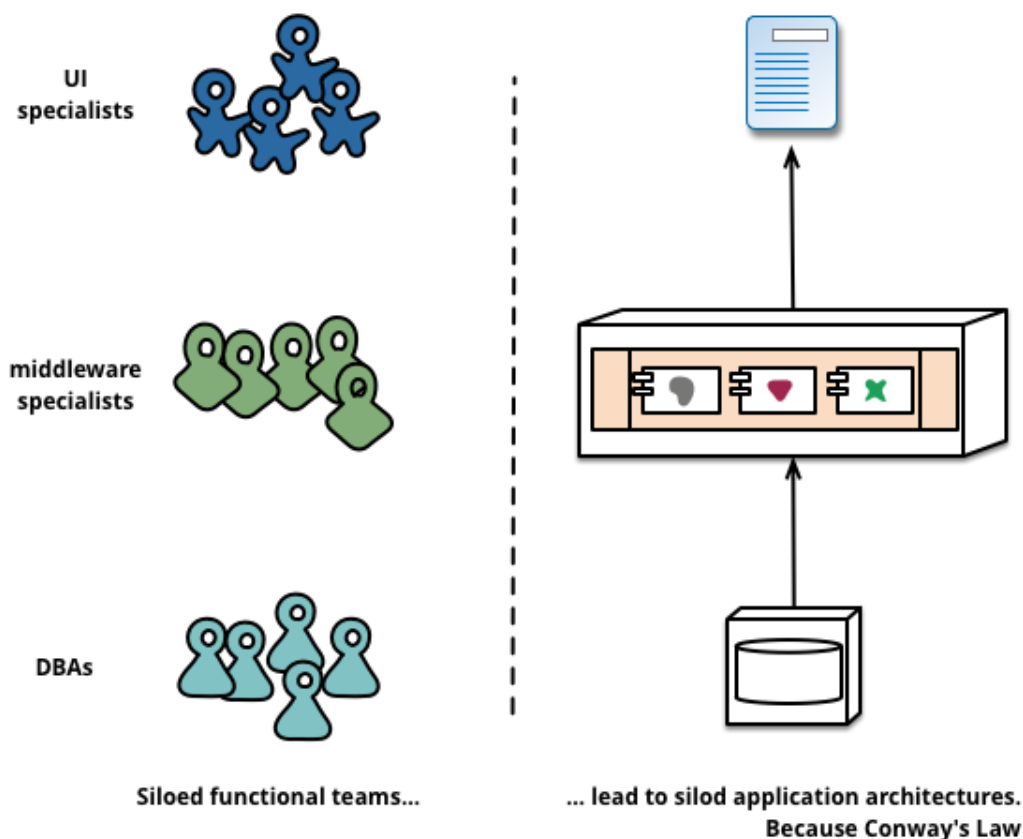 UI
specialists
middleware
specialists
DBAs
Siloed functional teams...
... lead to silod application architectures.
Because Conway's Law